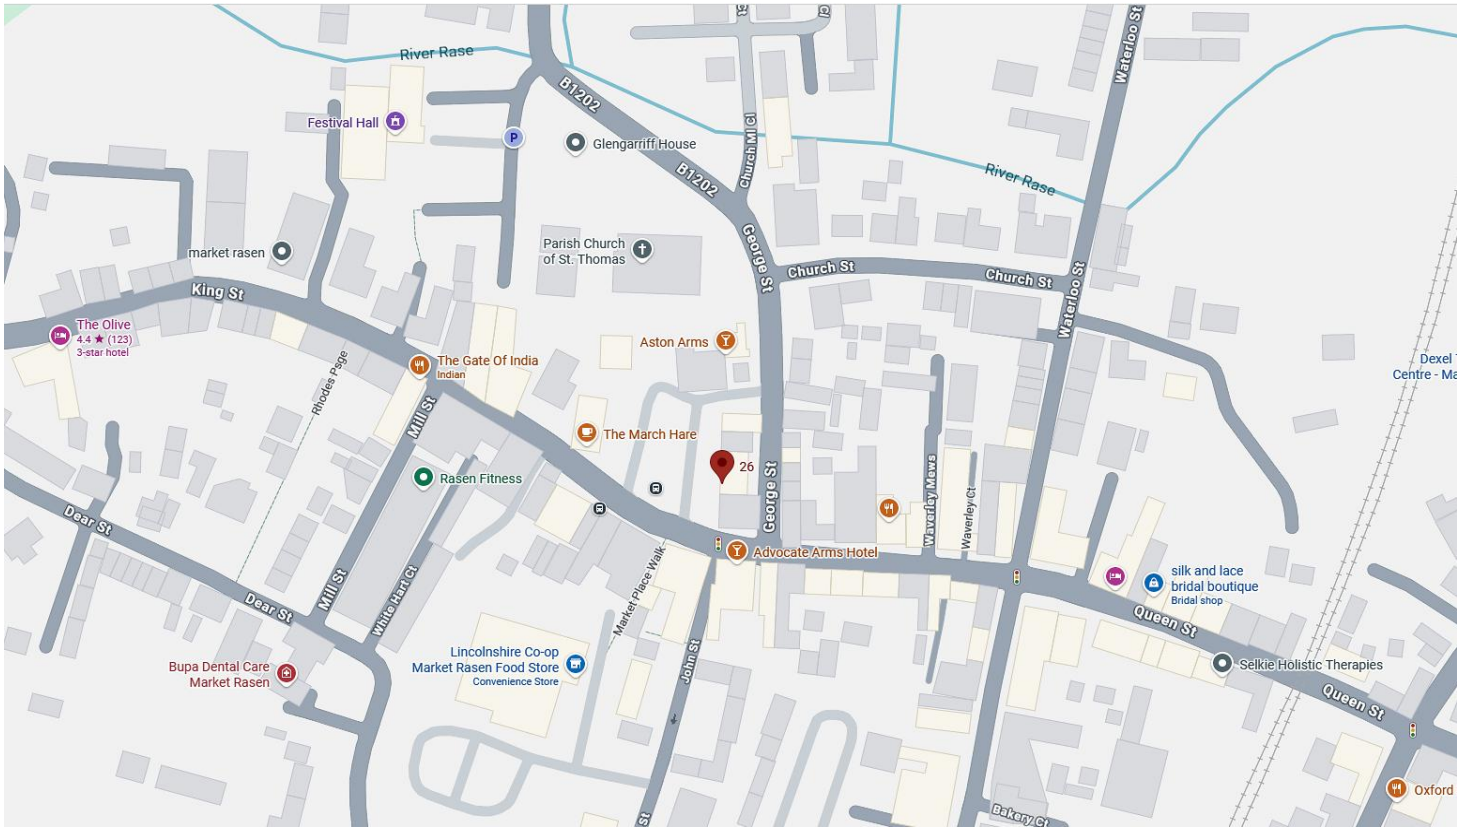 Ct
Cl
Waterloo St
River Rase
B1202
Festival Hall
P
Glengarriff House
Church Ml Cl
B1202
River Rase
market rasen
Parish Church
of St. Thomas
George St
Church St
Church St
King St
Waterloo St
The Olive
4.4 ★ (123)
3-star hotel
Aston Arms
The Gate Of India
Indian
Rhodes Psge
Dexel
Centre - Ma
Mill St
The March Hare
26
Rasen Fitness
George St
Waverley Mews
Waverley Ct
Dear St
Advocate Arms Hotel
Market Place Walk
silk and lace
bridal boutique
Bridal shop
Mill St
White Hart Ct
Dear St
Queen St
Lincolnshire Co-op
Market Rasen Food Store
Convenience Store
John St
Bupa Dental Care
Market Rasen
Selkie Holistic Therapies
Queen St
Oxford
Bakery Ct
St